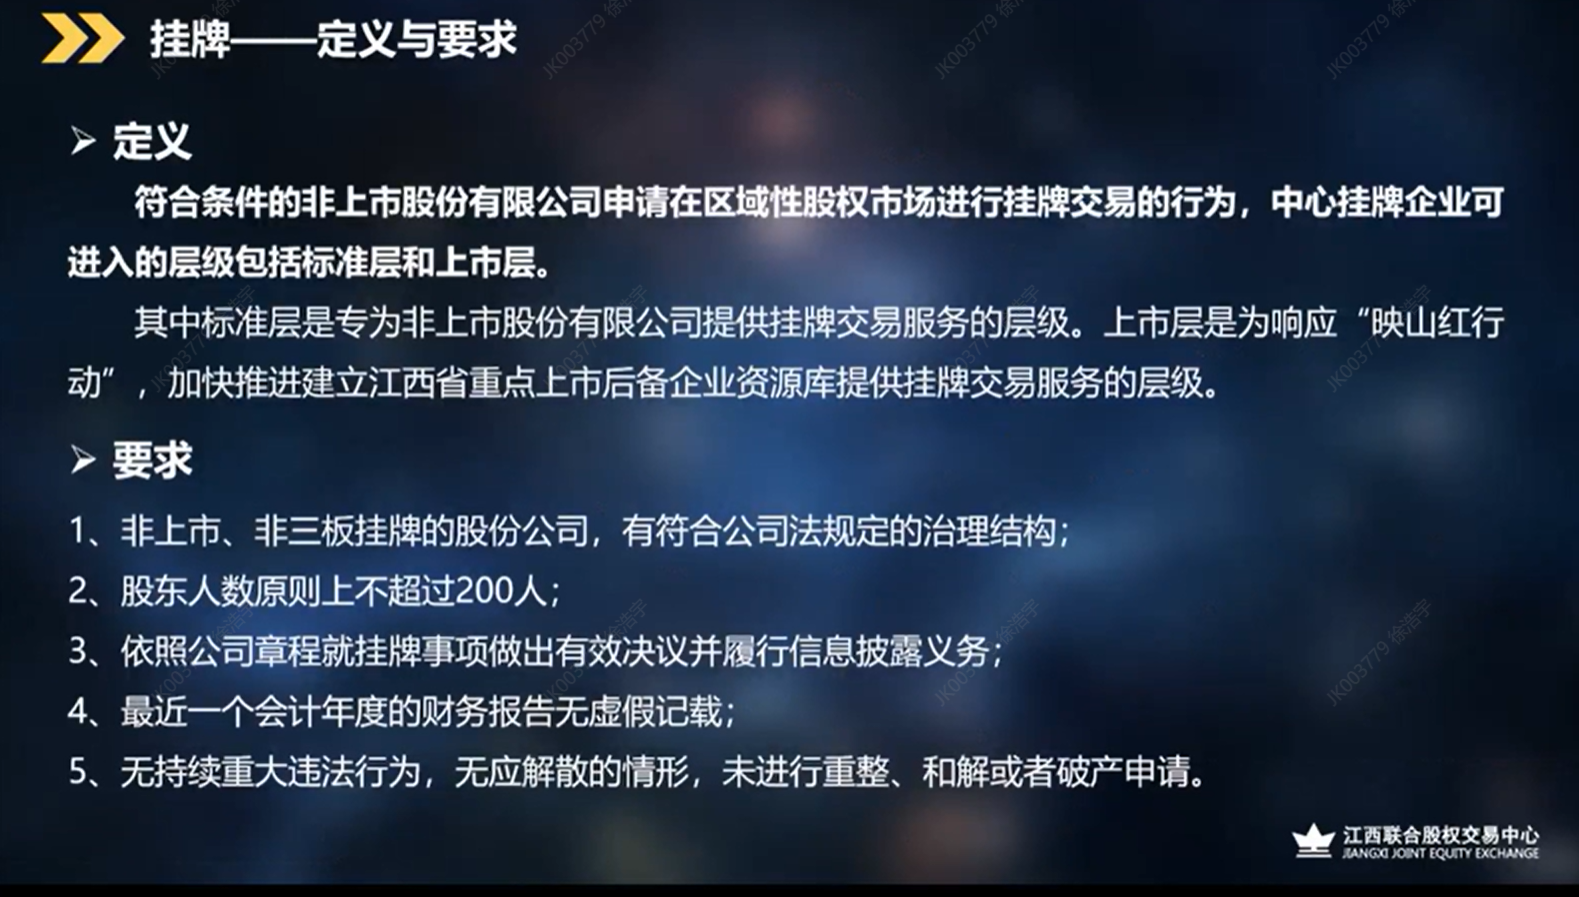 挂牌——定义与要求
定义
符合条件的非上市股份有限公司申请在区域性股权市场进行挂牌交易的行为，中心挂牌企业可
进入的层级包括标准层和上市层。
其中标准层是专为非上市股份有限公司提供挂牌交易服务的层级。上市层是为响应“映山红行
动”，加快推进建立江西省重点上市后备企业资源库提供挂牌交易服务的层级。
要求
1、非上市、非三板挂牌的股份公司，有符合公司法规定的治理结构；
2、股东人数原则上不超过200人；
3、依照公司章程就挂牌事项做出有效决议并履行信息披露义务；
4、最近一个会计年度的财务报告无虚假记载；
5、无持续重大违法行为，无应解散的情形，未进行重整、和解或者破产申请。
江西联合股权交易中心
JIANGXI JOINT EQUITY EXCHANGE
JK003779 徐浩宇